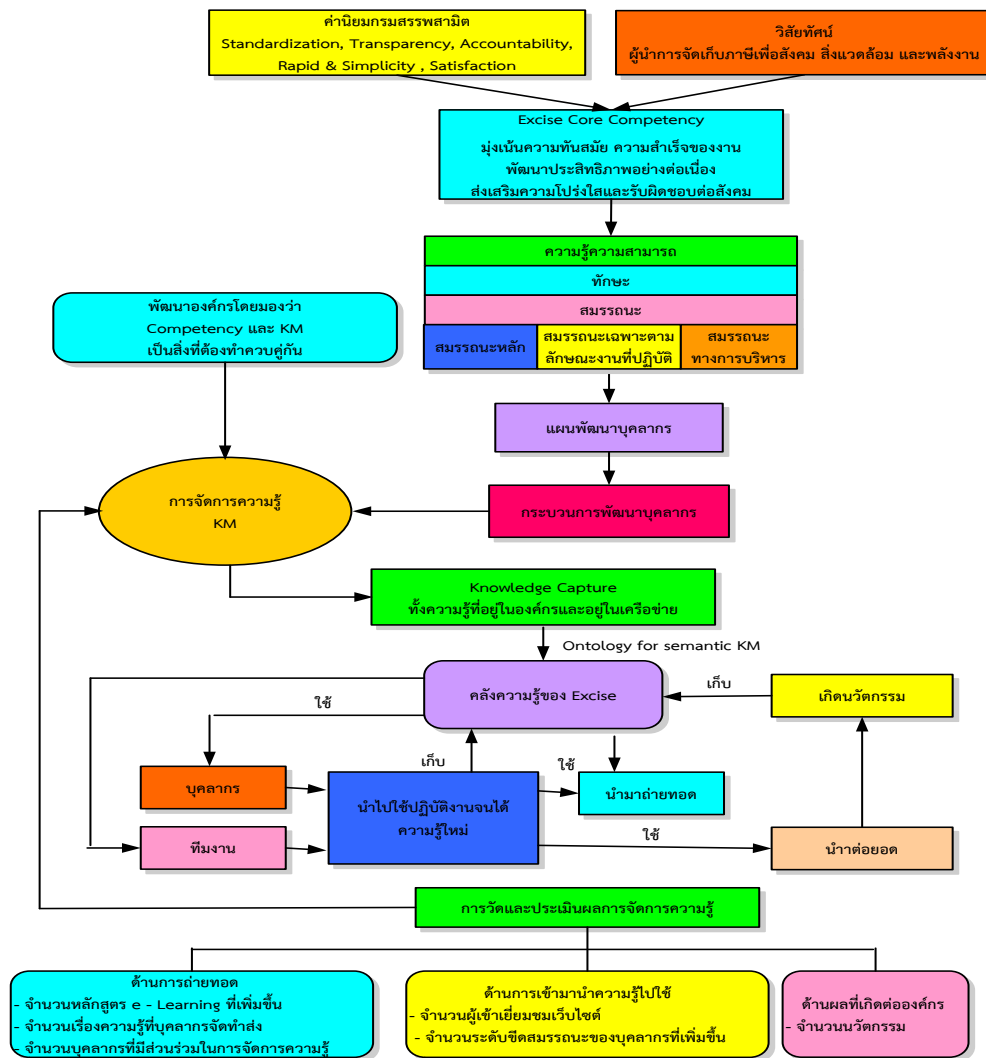 ค่านิยมกรมสรรพสามิต
Standardization, Transparency, Accountability,
Rapid & Simplicity , Satisfaction
วิสัยทัศน์
ผู้นำการจัดเก็บภาษีเพื่อสังคม สิ่งแวดล้อม และพลังงาน
Excise Core Competency
มุ่งเน้นความทันสมัย ความสำเร็จของงาน
พัฒนาประสิทธิภาพอย่างต่อเนื่อง
ส่งเสริมความโปร่งใสและรับผิดชอบต่อสังคม
ความรู้ความสามารถ
ทักษะ
สมรรถนะ
สมรรถนะหลัก
สมรรถนะเฉพาะตาม
ลักษณะงานที่ปฏิบัติ
สมรรถนะ
ทางการบริหาร
พัฒนาองค์กรโดยมองว่า
Competency และ KM
เป็นสิ่งที่ต้องทำควบคู่กัน
แผนพัฒนาบุคลากร
การจัดการความรู้
KM
กระบวนการพัฒนาบุคลากร
Knowledge Capture
ทั้งความรู้ที่อยู่ในองค์กรและอยู่ในเครือข่าย
Ontology for semantic KM
คลังความรู้ของ Excise
เก็บ
เกิดนวัตกรรม
ใช้
เก็บ
ใช้
บุคลากร
นำไปใช้ปฏิบัติงานจนได้
ความรู้ใหม่
นำมาถ่ายทอด
ทีมงาน
ใช้
นำาต่อยอด
การวัดและประเมินผลการจัดการความรู้
ด้านการถ่ายทอด
- จำนวนหลักสูตร e - Learning ที่เพิ่มขึ้น
- จำนวนเรื่องความรู้ที่บุคลากรจัดทำส่ง
- จำนวนบุคลากรที่มีส่วนร่วมในการจัดการความรู้
ด้านการเข้ามานำความรู้ไปใช้
- จำนวนผู้เข้าเยี่ยมชมเว็บไซต์
- จำนวนระดับขีดสมรรถนะของบุคลากรที่เพิ่มขึ้น
ด้านผลที่เกิดต่อองค์กร
- จำนวนนวัตกรรม